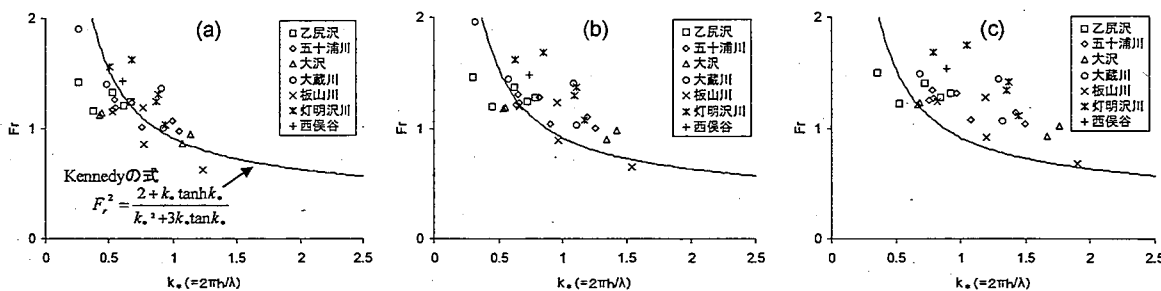 (a)
乙尻沢
五十浦川
大沢
大蔵川
板山川
灯明沢川
西俣谷
Kennedyの式
F_r^2 = (2+k_* tanh k_*) / (k_*^2+3k_* tan k_*)
Fr
2
1
0
0 0.5 1 1.5 2 2.5
k_*(=2πh/λ)
(b)
乙尻沢
五十浦川
大沢
大蔵川
板山川
灯明沢川
西俣谷
Fr
2
1
0
0 0.5 1 1.5 2 2.5
k_*(=2πh/λ)
(c)
乙尻沢
五十浦川
大沢
大蔵川
板山川
灯明沢川
西俣谷
Fr
2
1
0
0 0.5 1 1.5 2 2.5
k_*(=2πh/λ)